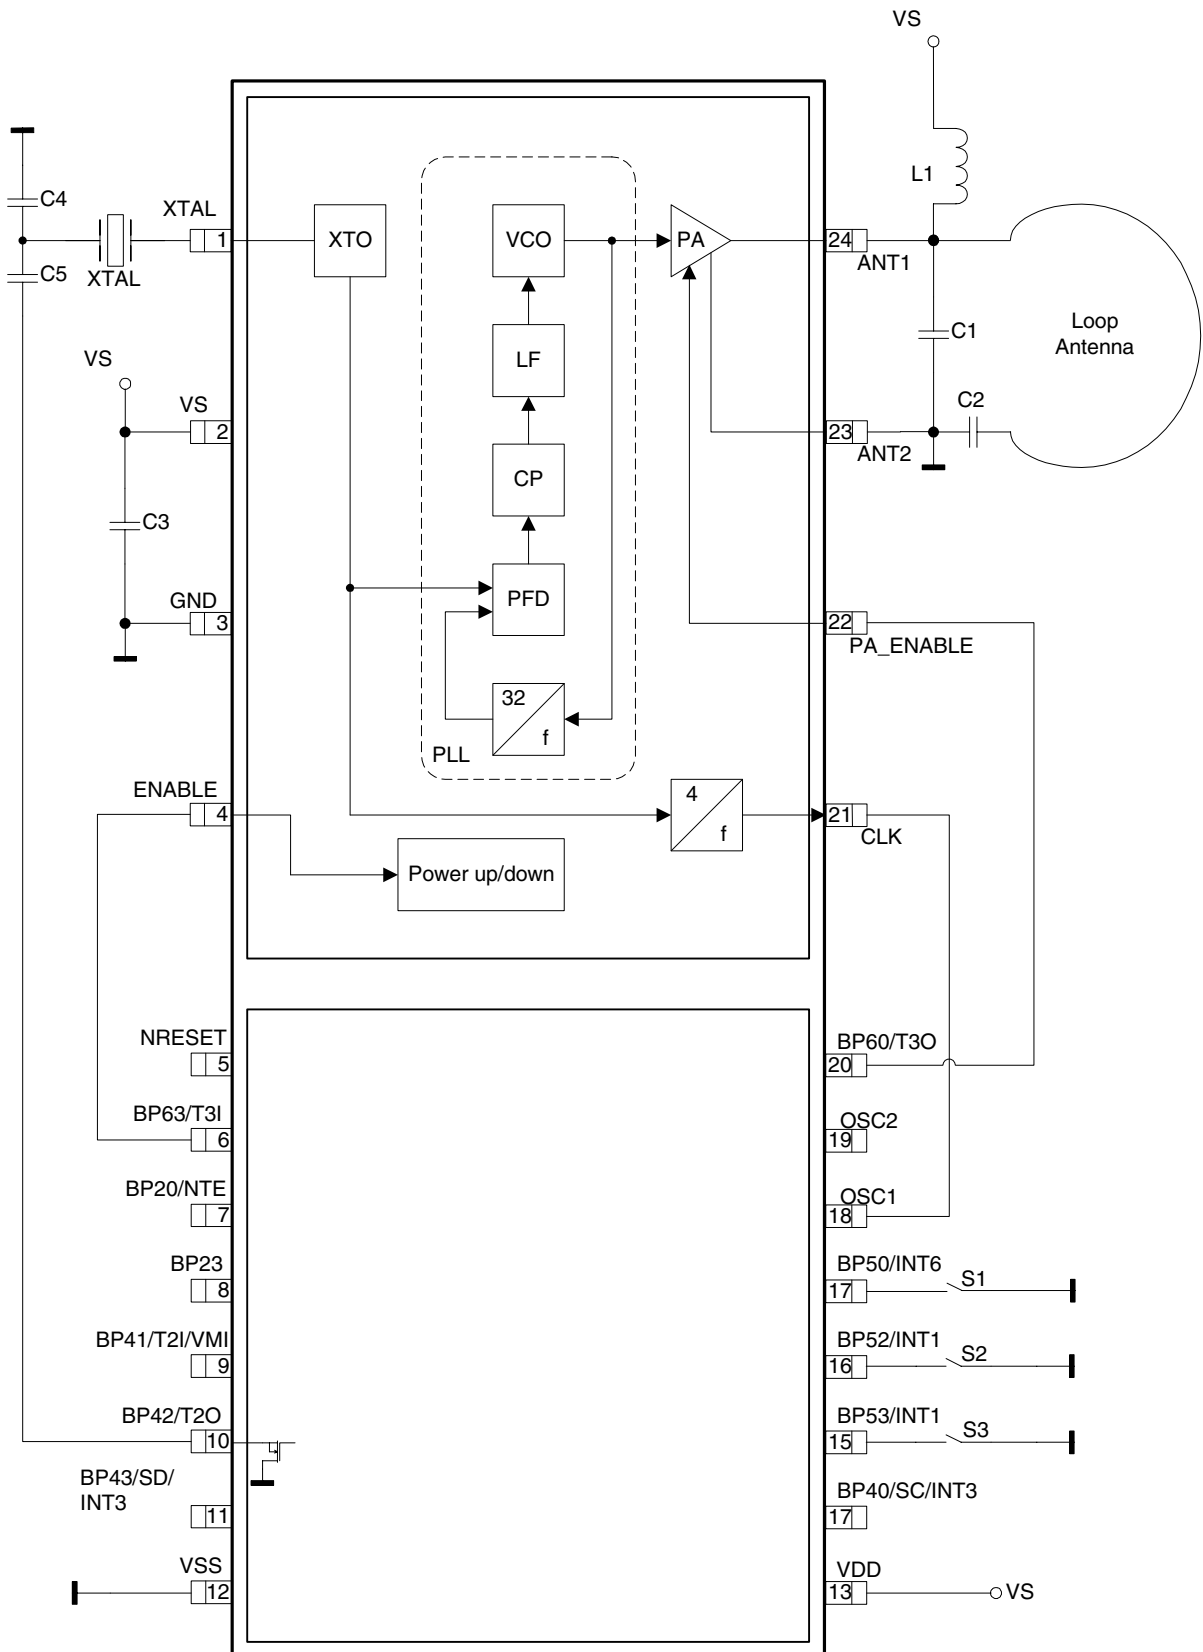 VS
L1
C4
XTAL
1
XTO
VCO
PA
24
ANT1
C5
XTAL
LF
C1
Loop
Antenna
VS
VS
2
C2
23
ANT2
CP
C3
GND
3
PFD
22
PA_ENABLE
32
f
PLL
ENABLE
4
4
f
21
CLK
Power up/down
NRESET
5
BP60/T3O
20
BP63/T3I
6
OSC2
19
BP20/NTE
7
OSC1
18
BP23
8
BP50/INT6
17
S1
BP41/T2I/VMI
9
BP52/INT1
16
S2
BP42/T2O
10
BP53/INT1
15
S3
BP43/SD/
INT3
11
BP40/SC/INT3
17
VSS
12
VDD
13
VS